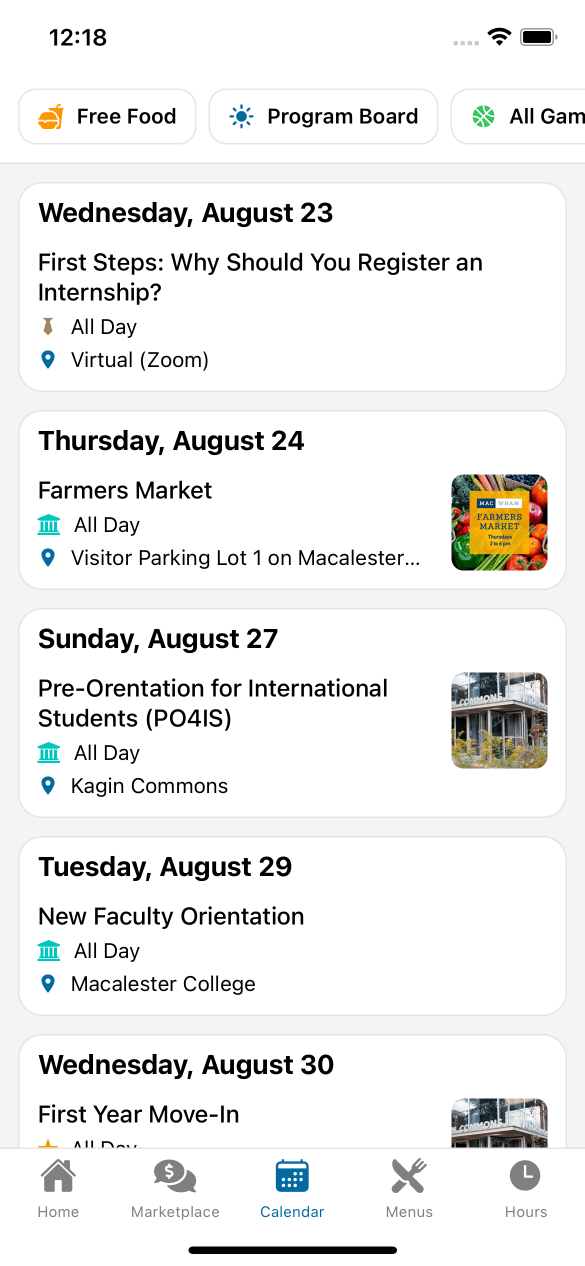 12:18
Free Food
Program Board
All Gam
Wednesday, August 23
First Steps: Why Should You Register an
Internship?
All Day
Virtual (Zoom)
Thursday, August 24
Farmers Market
All Day
Visitor Parking Lot 1 on Macalester...
MAC WHAM
FARMERS
MARKET
Thursdays
2 to 6 pm
Sunday, August 27
Pre-Orentation for International
Students (PO4IS)
All Day
Kagin Commons
COMMONS
Tuesday, August 29
New Faculty Orientation
All Day
Macalester College
Wednesday, August 30
First Year Move-In
All Day
COMMONS
Home
Marketplace
Calendar
Menus
Hours